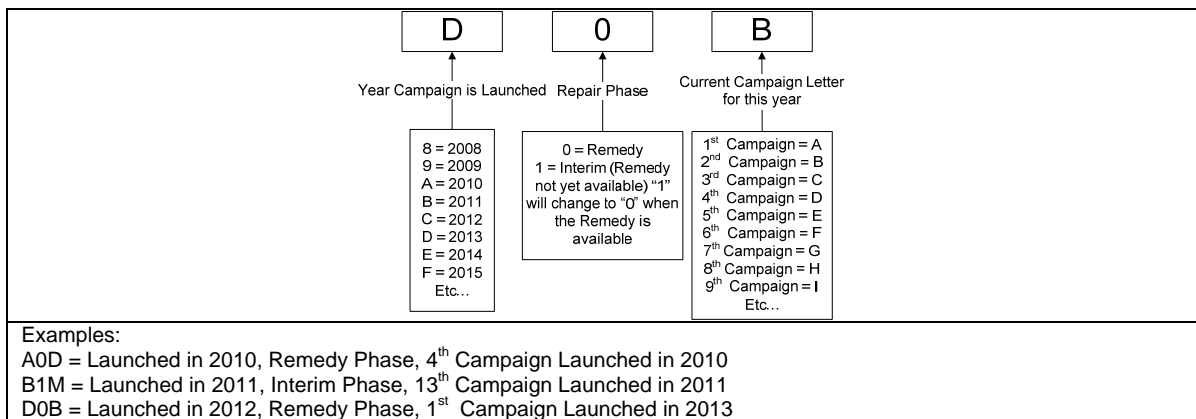 D 0 B
Year Campaign is Launched Repair Phase Current Campaign Letter
for this year
8 = 2008
9 = 2009
A = 2010
B = 2011
C = 2012
D = 2013
E = 2014
F = 2015
Etc...
0 = Remedy
1 = Interim (Remedy
not yet available) “1”
will change to “0” when
the Remedy is
available
1st Campaign = A
2nd Campaign = B
3rd Campaign = C
4th Campaign = D
5th Campaign = E
6th Campaign = F
7th Campaign = G
8th Campaign = H
9th Campaign = I
Etc...
Examples:
A0D = Launched in 2010, Remedy Phase, 4th Campaign Launched in 2010
B1M = Launched in 2011, Interim Phase, 13th Campaign Launched in 2011
D0B = Launched in 2012, Remedy Phase, 1st Campaign Launched in 2013